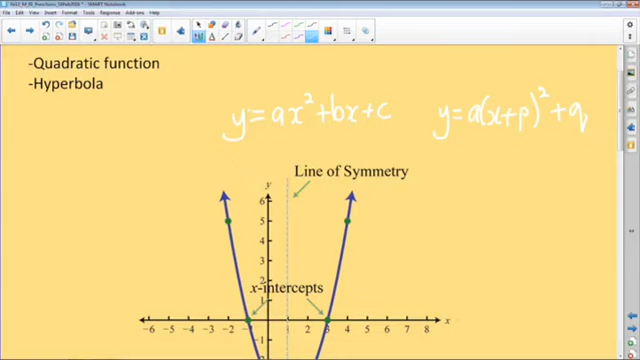 File Edit View Insert Format Tools Add-ons Help
-Quadratic function
-Hyperbola
y=ax²+bx+c y=a(x+p)²+q
Line of Symmetry
y
6
5
4
3
2
1
x-intercepts
-6 -5 -4 -3 -2 -1 1 2 3 4 5 6 7 8 x
-1